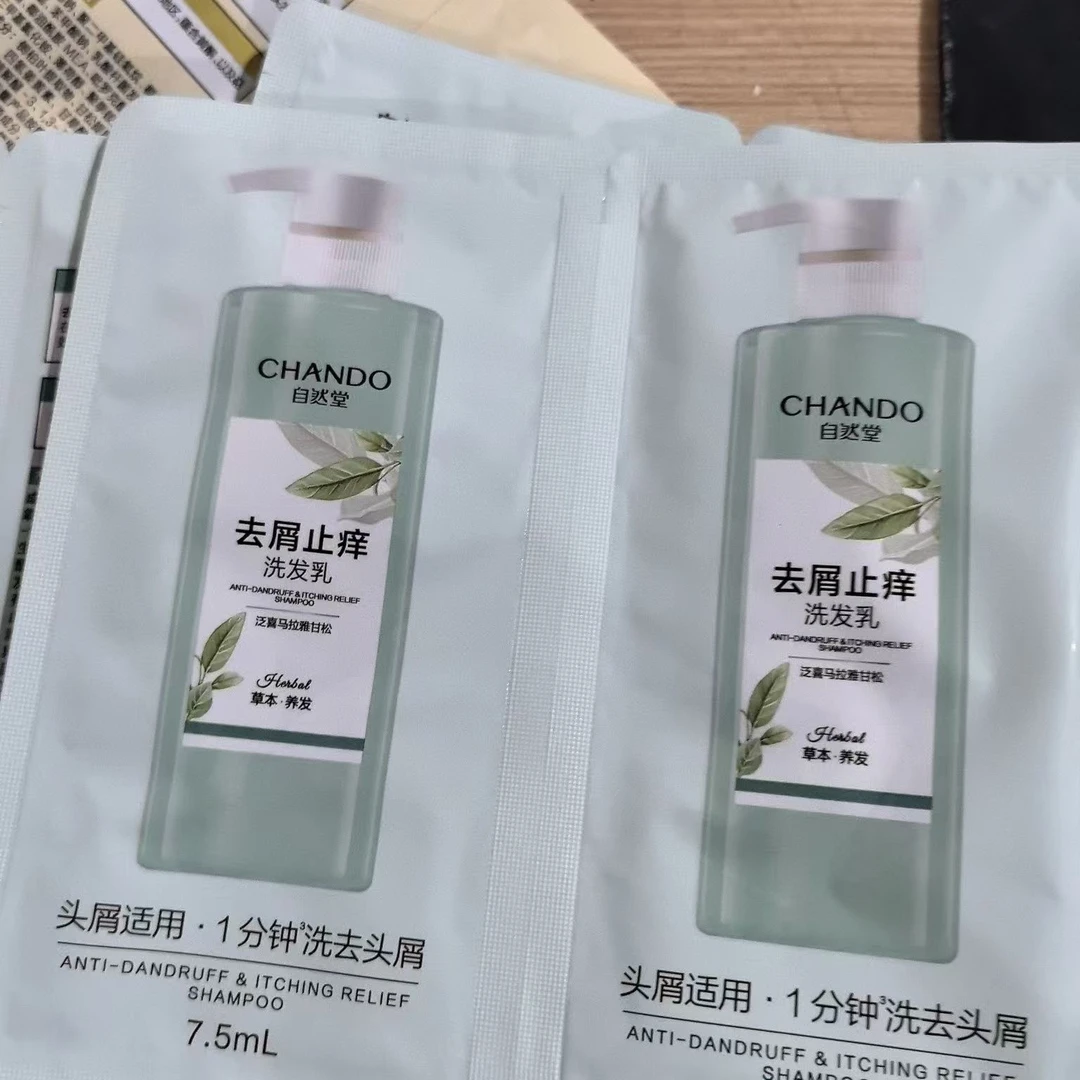 CHANDO
自然堂
去屑止痒
洗发乳
ANTI-DANDRUFF & ITCHING RELIEF
SHAMPOO
泛喜马拉雅甘松
Herbal
草本·养发
头屑适用·1分钟³洗去头屑
ANTI-DANDRUFF & ITCHING RELIEF
SHAMPOO
7.5mL
CHANDO
自然堂
去屑止痒
洗发乳
ANTI-DANDRUFF & ITCHING RELIEF
SHAMPOO
泛喜马拉雅甘松
Herbal
草本·养发
头屑适用·1分钟³洗去头屑
ANTI-DANDRUFF & ITCHING RELIEF
SHAMPOO